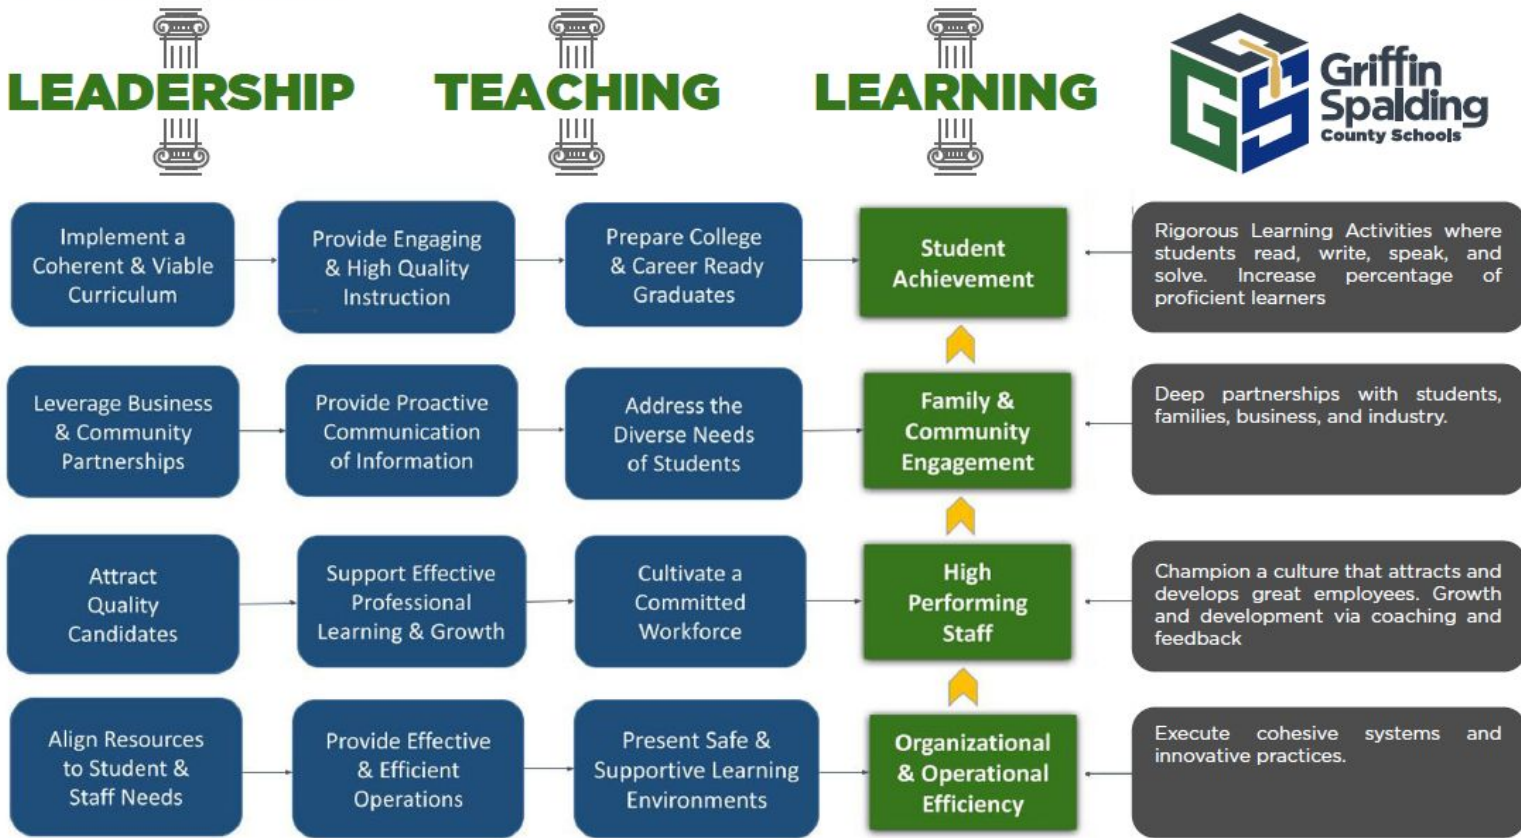 LEADERSHIP
TEACHING
LEARNING
Griffin
Spalding
County Schools
Implement a
Coherent & Viable
Curriculum
Provide Engaging
& High Quality
Instruction
Prepare College
& Career Ready
Graduates
Student
Achievement
Rigorous Learning Activities where
students read, write, speak, and
solve. Increase percentage of
proficient learners
Leverage Business
& Community
Partnerships
Provide Proactive
Communication
of Information
Address the
Diverse Needs
of Students
Family &
Community
Engagement
Deep partnerships with students,
families, business, and industry.
Attract
Quality
Candidates
Support Effective
Professional
Learning & Growth
Cultivate a
Committed
Workforce
High
Performing
Staff
Champion a culture that attracts and
develops great employees. Growth
and development via coaching and
feedback
Align Resources
to Student &
Staff Needs
Provide Effective
& Efficient
Operations
Present Safe &
Supportive Learning
Environments
Organizational
& Operational
Efficiency
Execute cohesive systems and
innovative practices.